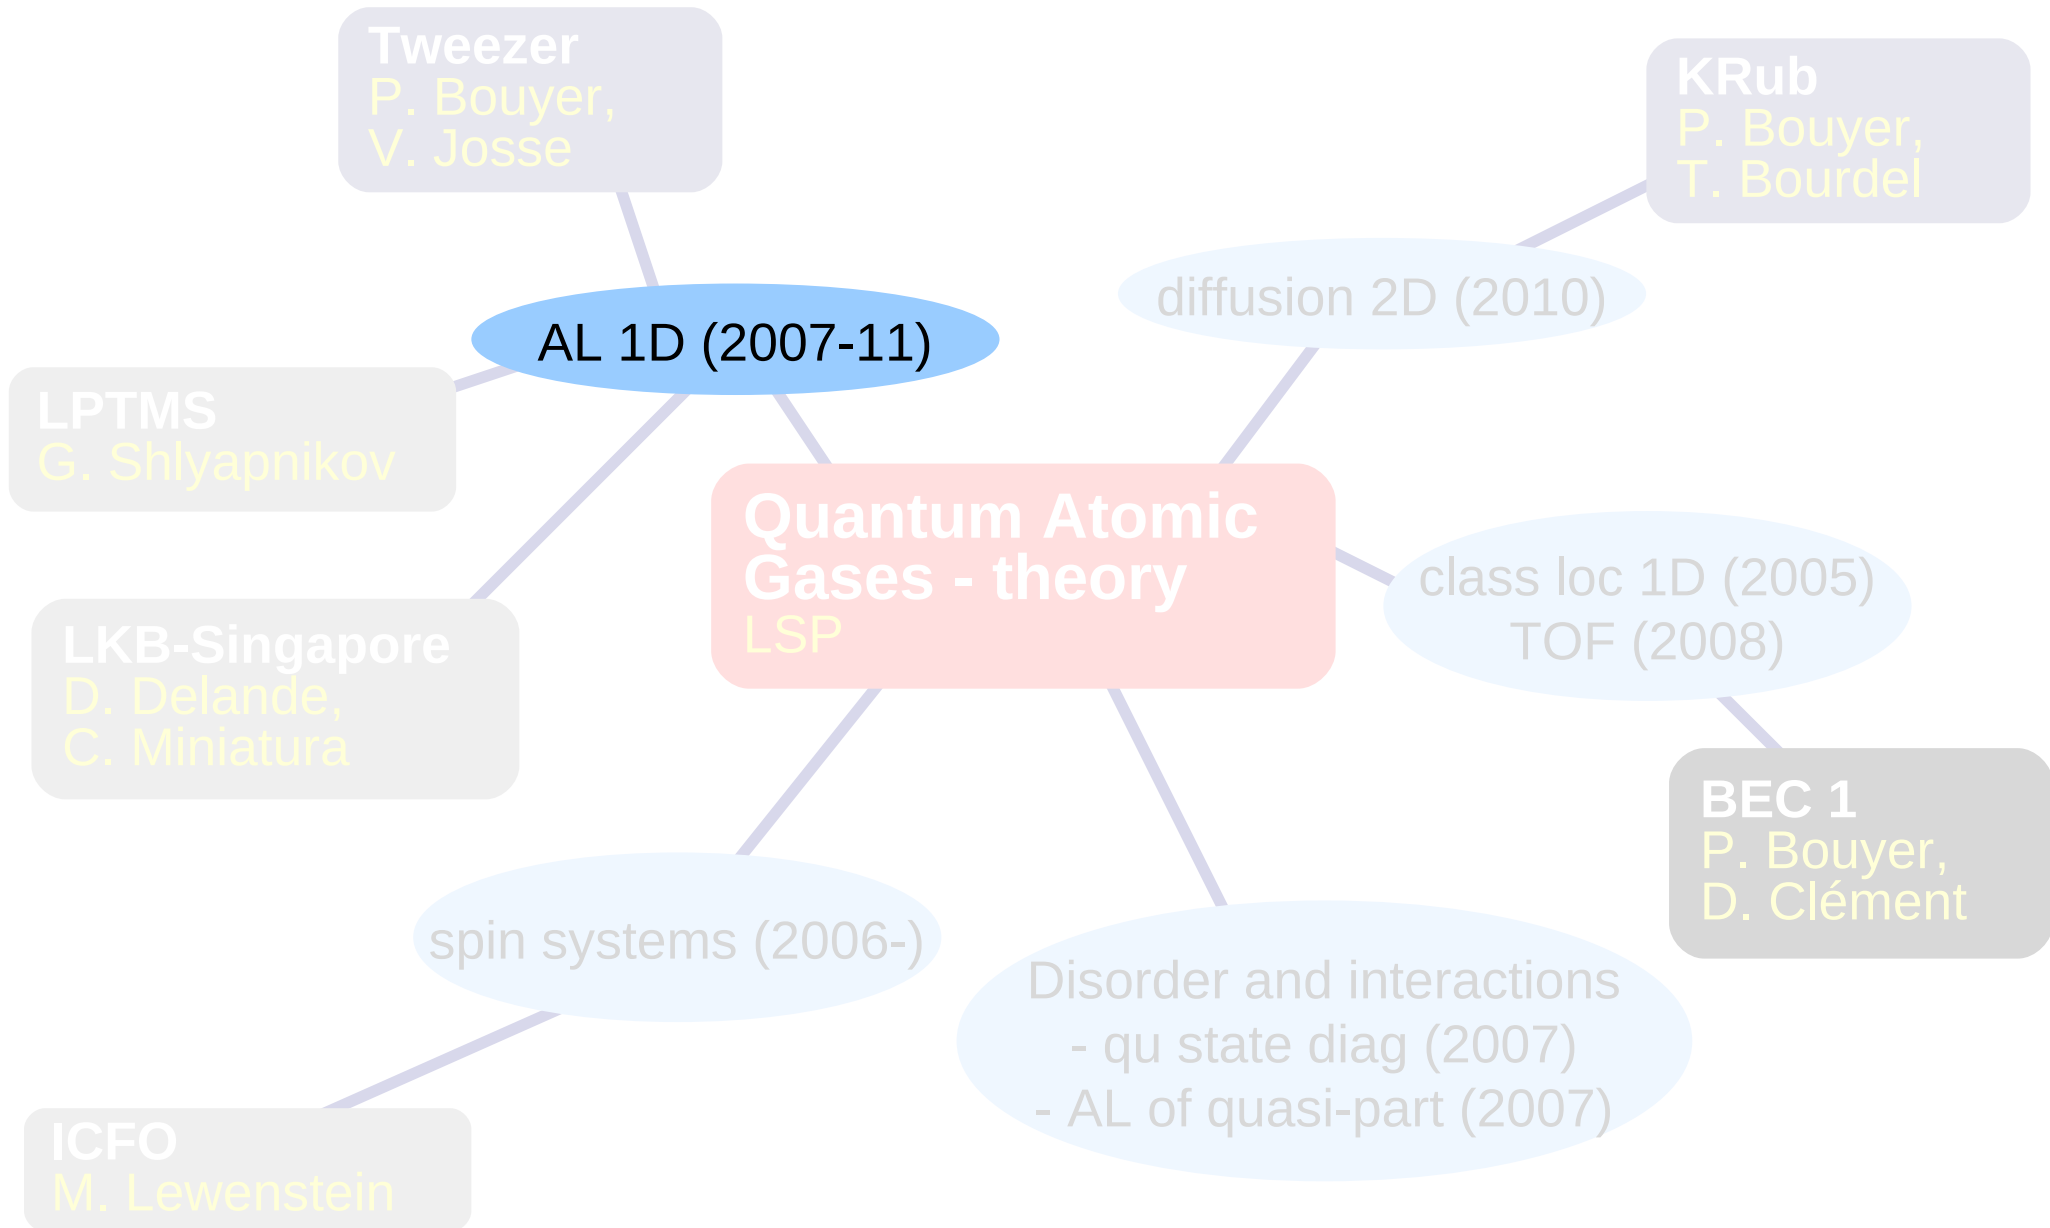 Tweezer
P. Bouyer,
V. Josse
KRub
P. Bouyer,
T. Bourdel
diffusion 2D (2010)
AL 1D (2007-11)
LPTMS
G. Shlyapnikov
Quantum Atomic
Gases - theory
LSP
class loc 1D (2005)
TOF (2008)
LKB-Singapore
D. Delande,
C. Miniatura
BEC 1
P. Bouyer,
D. Clément
spin systems (2006-)
Disorder and interactions
- qu state diag (2007)
- AL of quasi-part (2007)
ICFO
M. Lewenstein